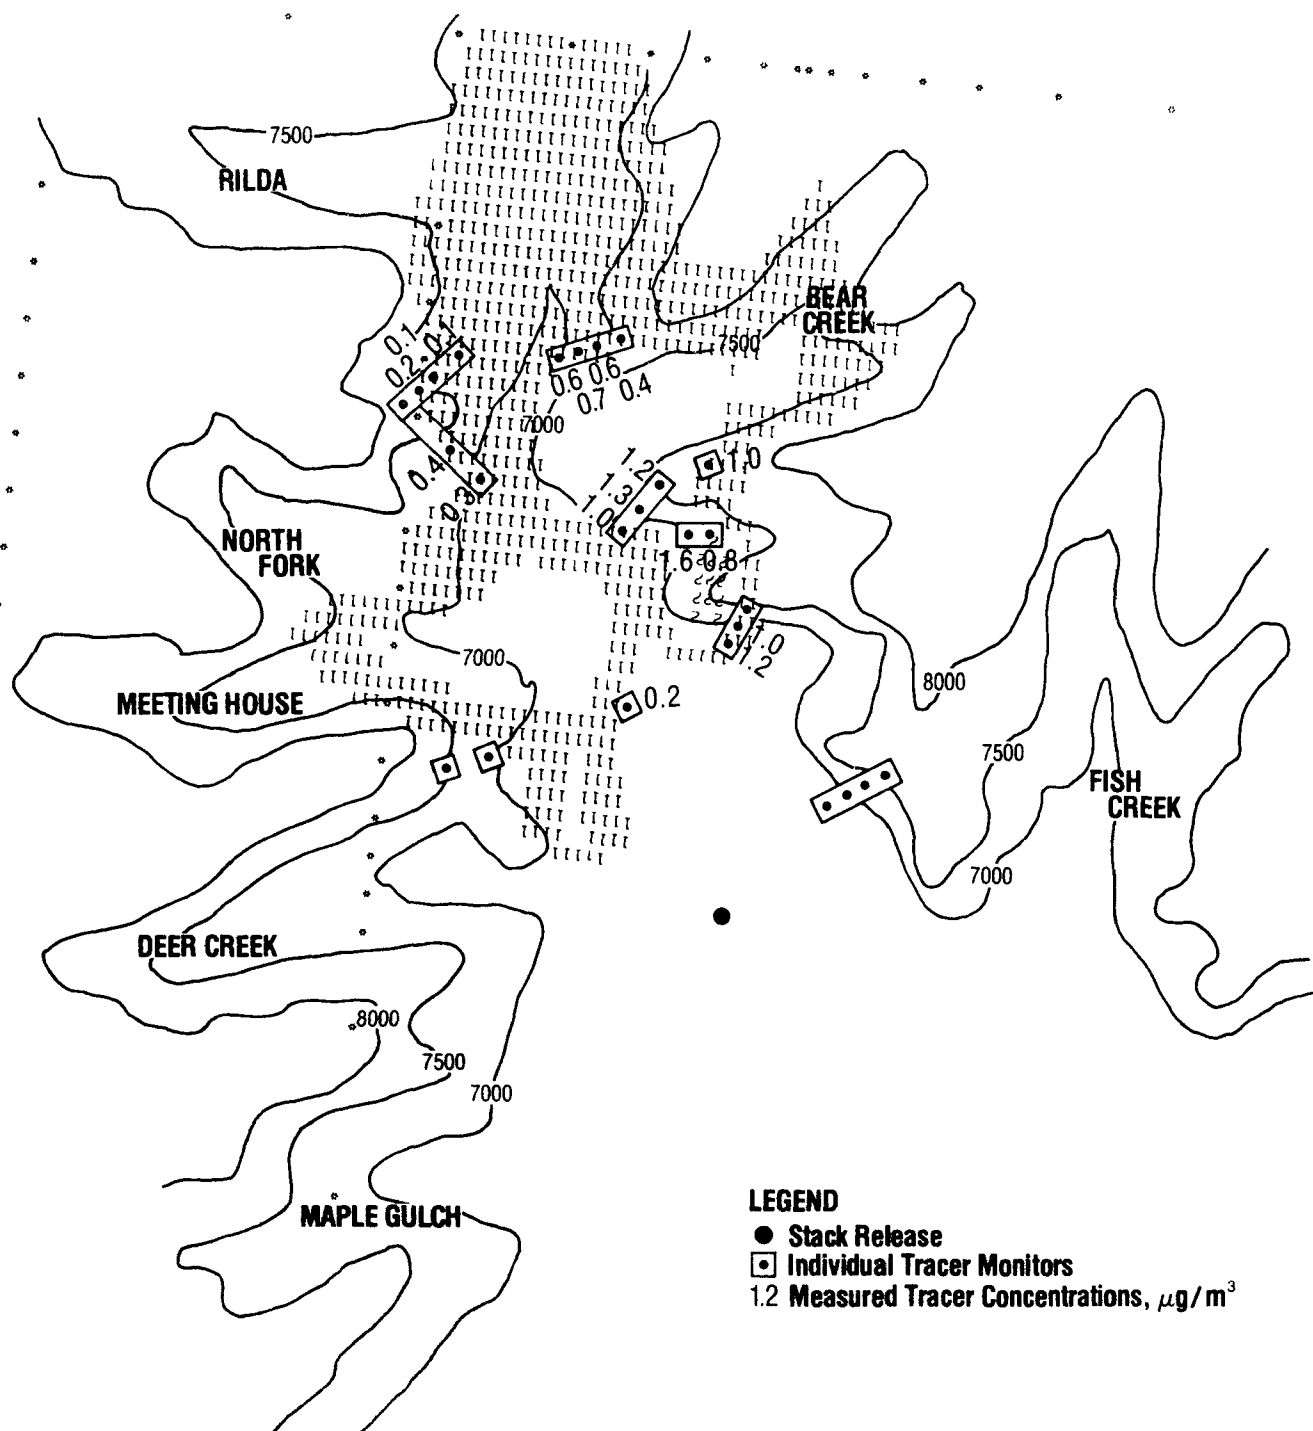 7500
RILDA
BEAR
CREEK
7500
0.1
0.1
0.2
0.6 0.6
0.7 0.4
7000
0.4
1.2
1.3
1.0
1.0
1.6 0.8
NORTH
FORK
1.0
1.2
7000
0.2
8000
MEETING HOUSE
7500
FISH
CREEK
7000
DEER CREEK
8000
7500
7000
MAPLE GULCH
LEGEND
Stack Release
Individual Tracer Monitors
1.2 Measured Tracer Concentrations, μg/m³